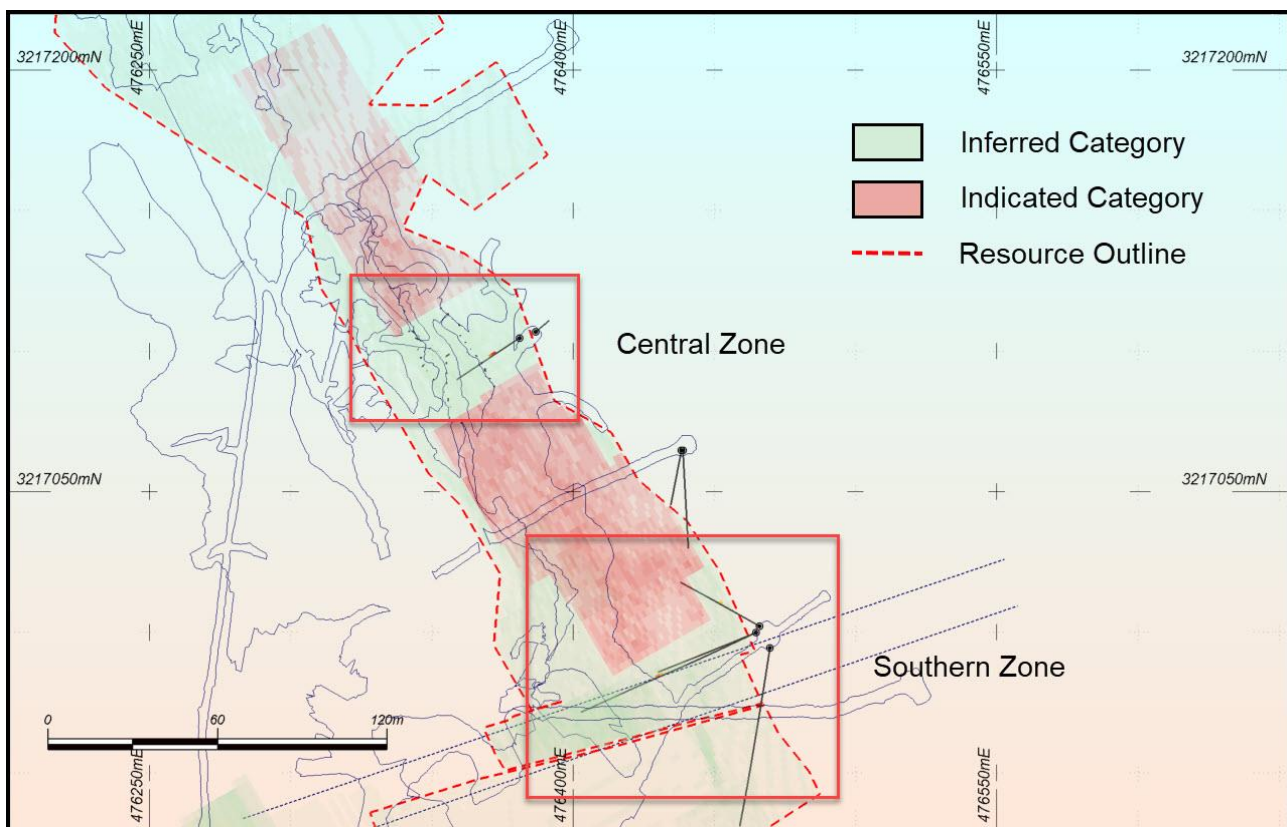 476250mE
476400mE
476550mE
3217200mN
3217200mN
Inferred Category
Indicated Category
Resource Outline
Central Zone
3217050mN
3217050mN
Southern Zone
0
60
120m
476250mE
476400mE
476550mE